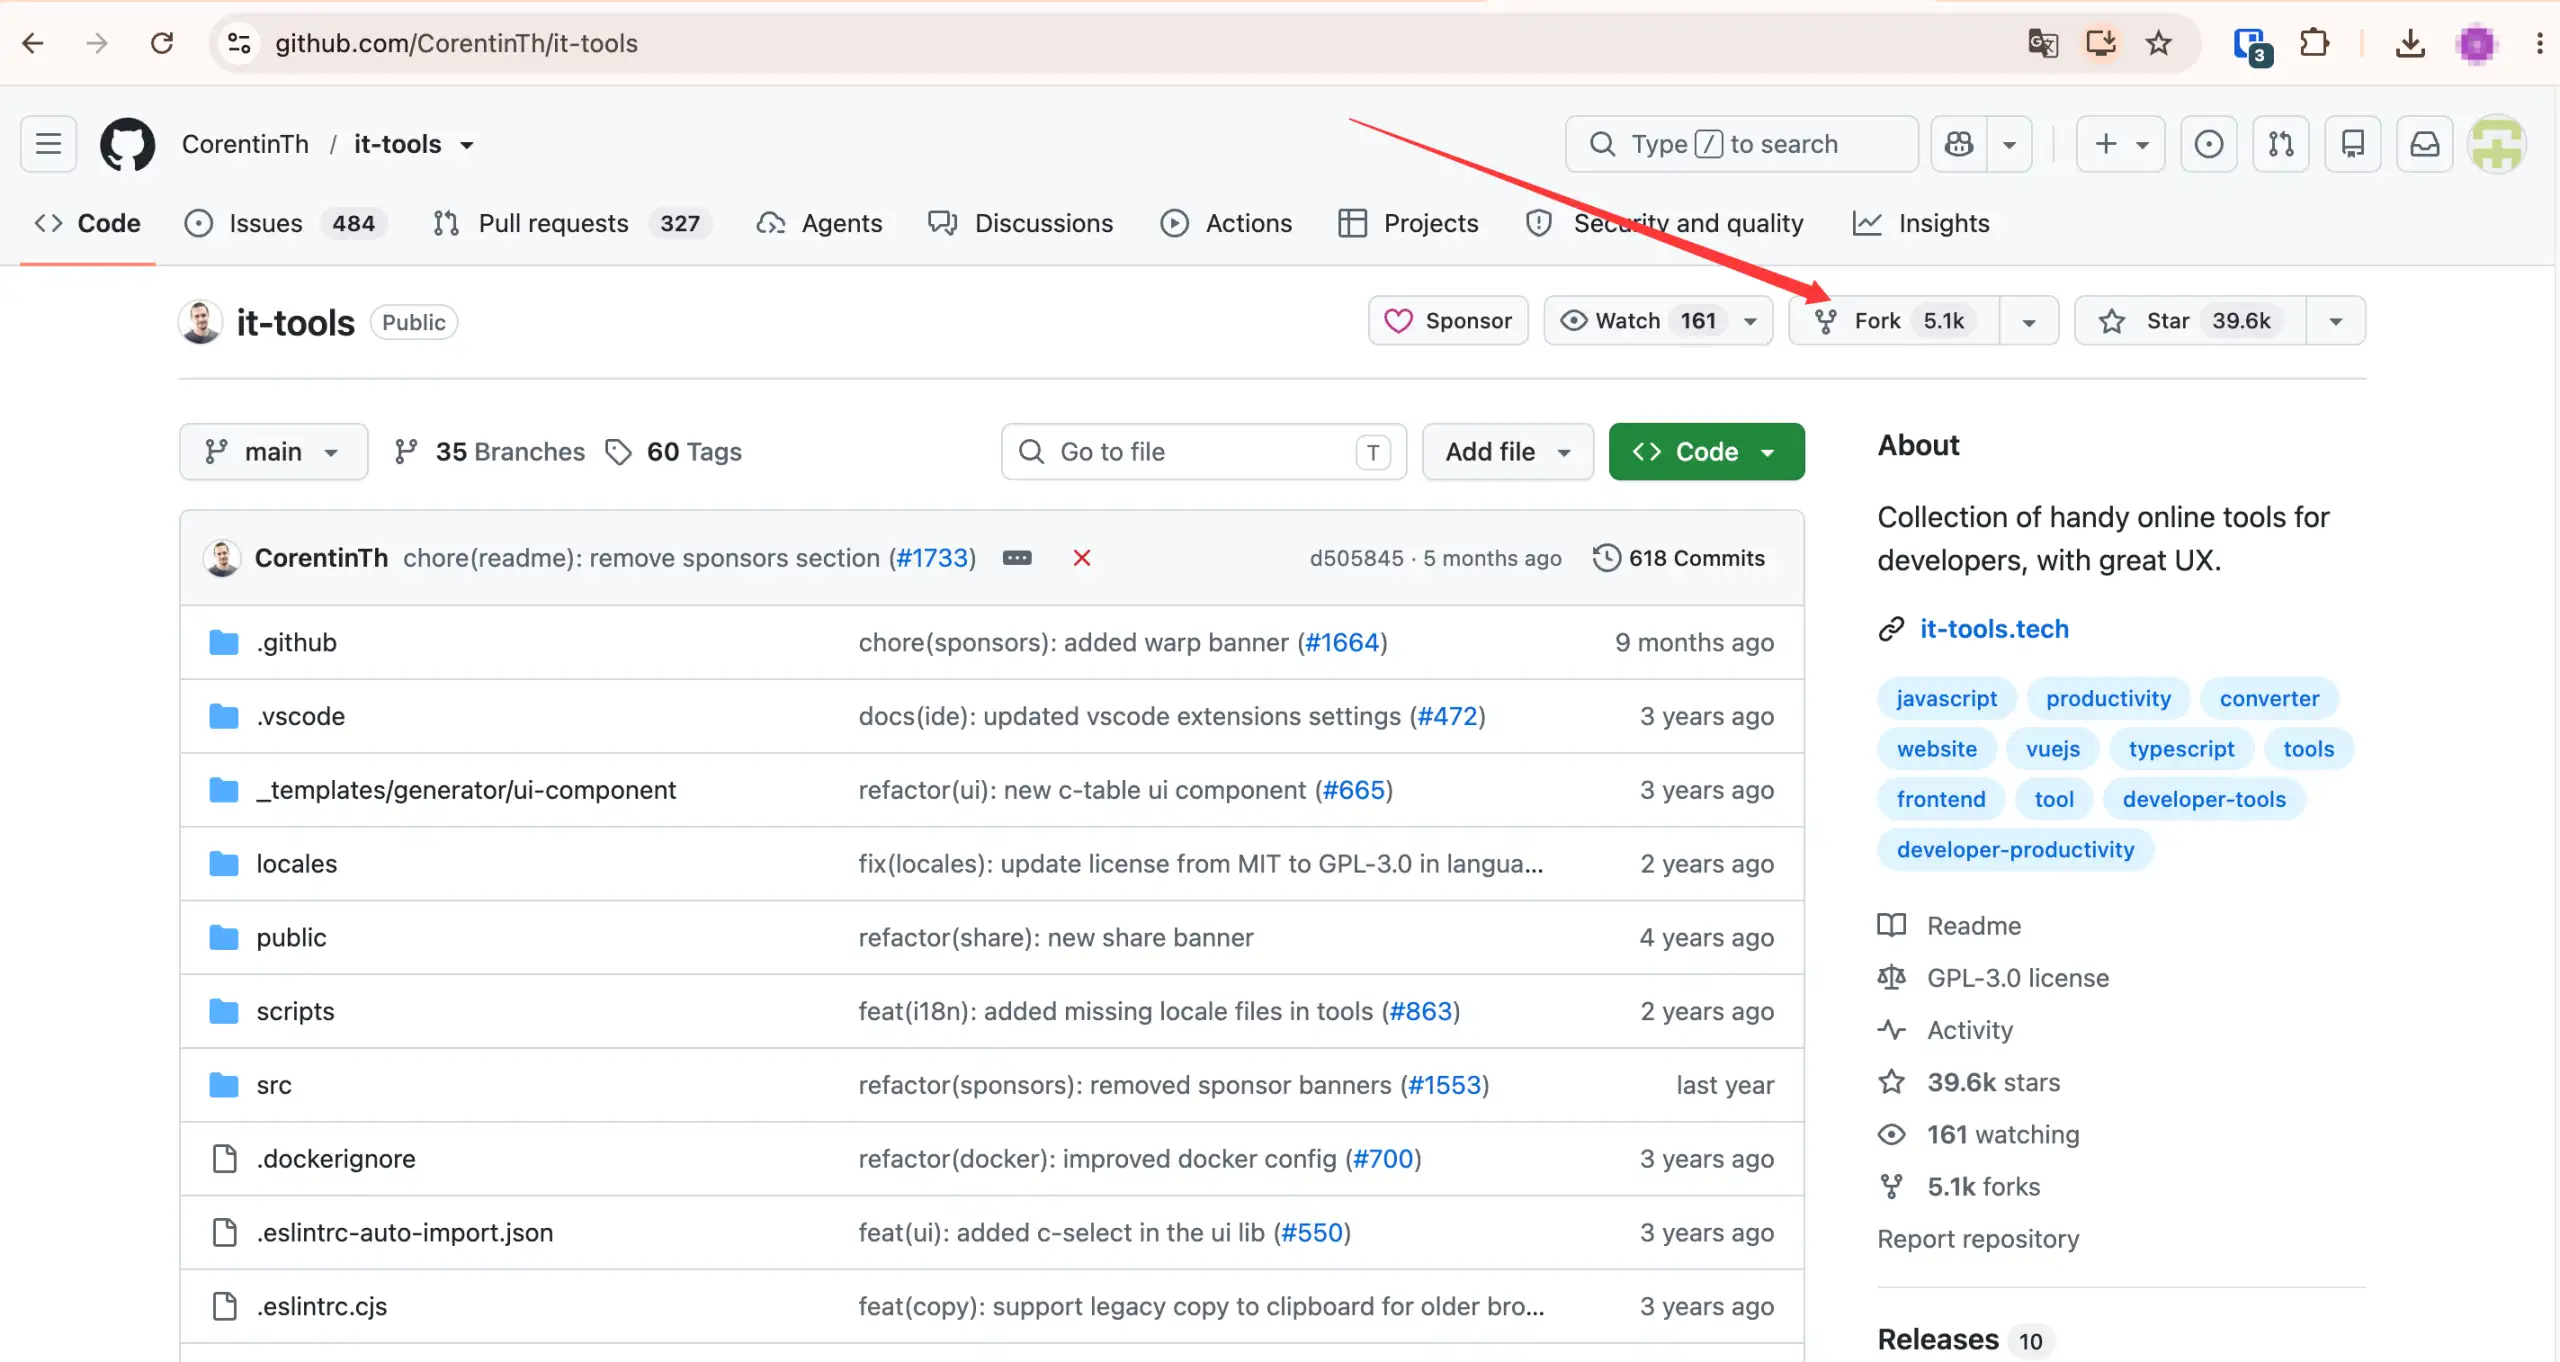 github.com/CorentinTh/it-tools
3
CorentinTh / it-tools
Type / to search
Code
Issues 484
Pull requests 327
Agents
Discussions
Actions
Projects
Security and quality
Insights
it-tools Public
Sponsor
Watch 161
Fork 5.1k
Star 39.6k
main
35 Branches
60 Tags
Go to file T
Add file
Code
CorentinTh chore(readme): remove sponsors section (#1733) d505845 · 5 months ago 618 Commits
.github chore(sponsors): added warp banner (#1664) 9 months ago
.vscode docs(ide): updated vscode extensions settings (#472) 3 years ago
_templates/generator/ui-component refactor(ui): new c-table ui component (#665) 3 years ago
locales fix(locales): update license from MIT to GPL-3.0 in langua... 2 years ago
public refactor(share): new share banner 4 years ago
scripts feat(i18n): added missing locale files in tools (#863) 2 years ago
src refactor(sponsors): removed sponsor banners (#1553) last year
.dockerignore refactor(docker): improved docker config (#700) 3 years ago
.eslintrc-auto-import.json feat(ui): added c-select in the ui lib (#550) 3 years ago
.eslintrc.cjs feat(copy): support legacy copy to clipboard for older bro... 3 years ago
About
Collection of handy online tools for
developers, with great UX.
it-tools.tech
javascript productivity converter
website vuejs typescript tools
frontend tool developer-tools
developer-productivity
Readme
GPL-3.0 license
Activity
39.6k stars
161 watching
5.1k forks
Report repository
Releases 10